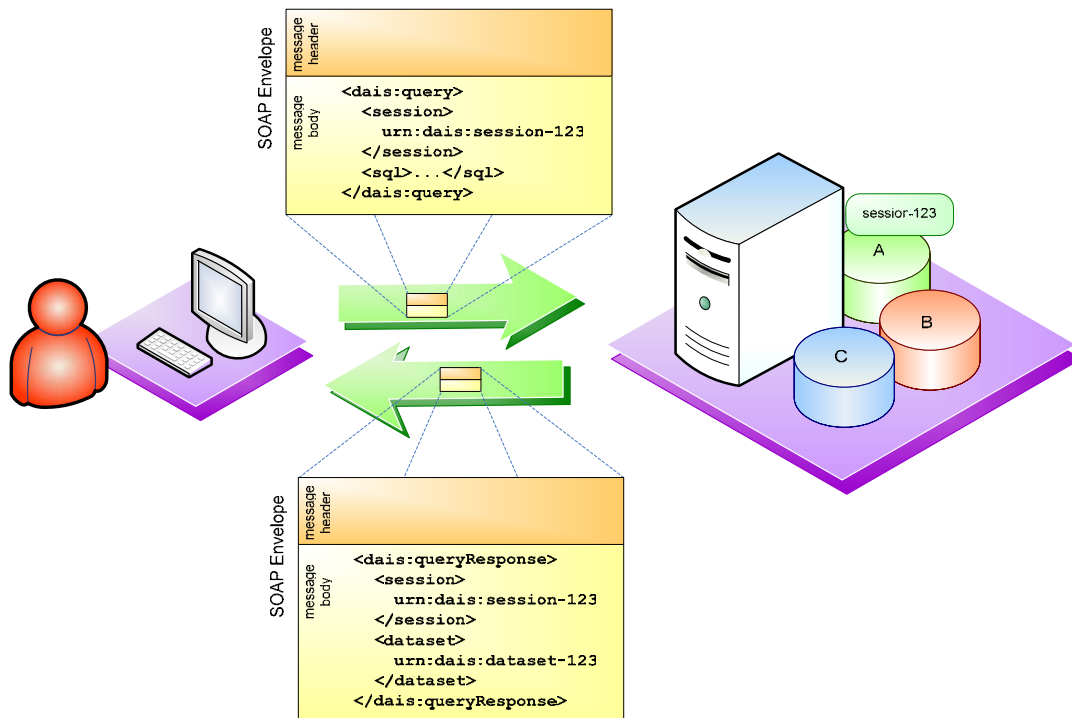 SOAP Envelope
message
header
message
body
<dais:query>
<session>
urn:dais:session-123
</session>
<sql>...</sql>
</dais:query>
sessior-123
A
B
C
SOAP Envelope
message
header
message
body
<dais:queryResponse>
<session>
urn:dais:session-123
</session>
<dataset>
urn:dais:dataset-123
</dataset>
</dais:queryResponse>